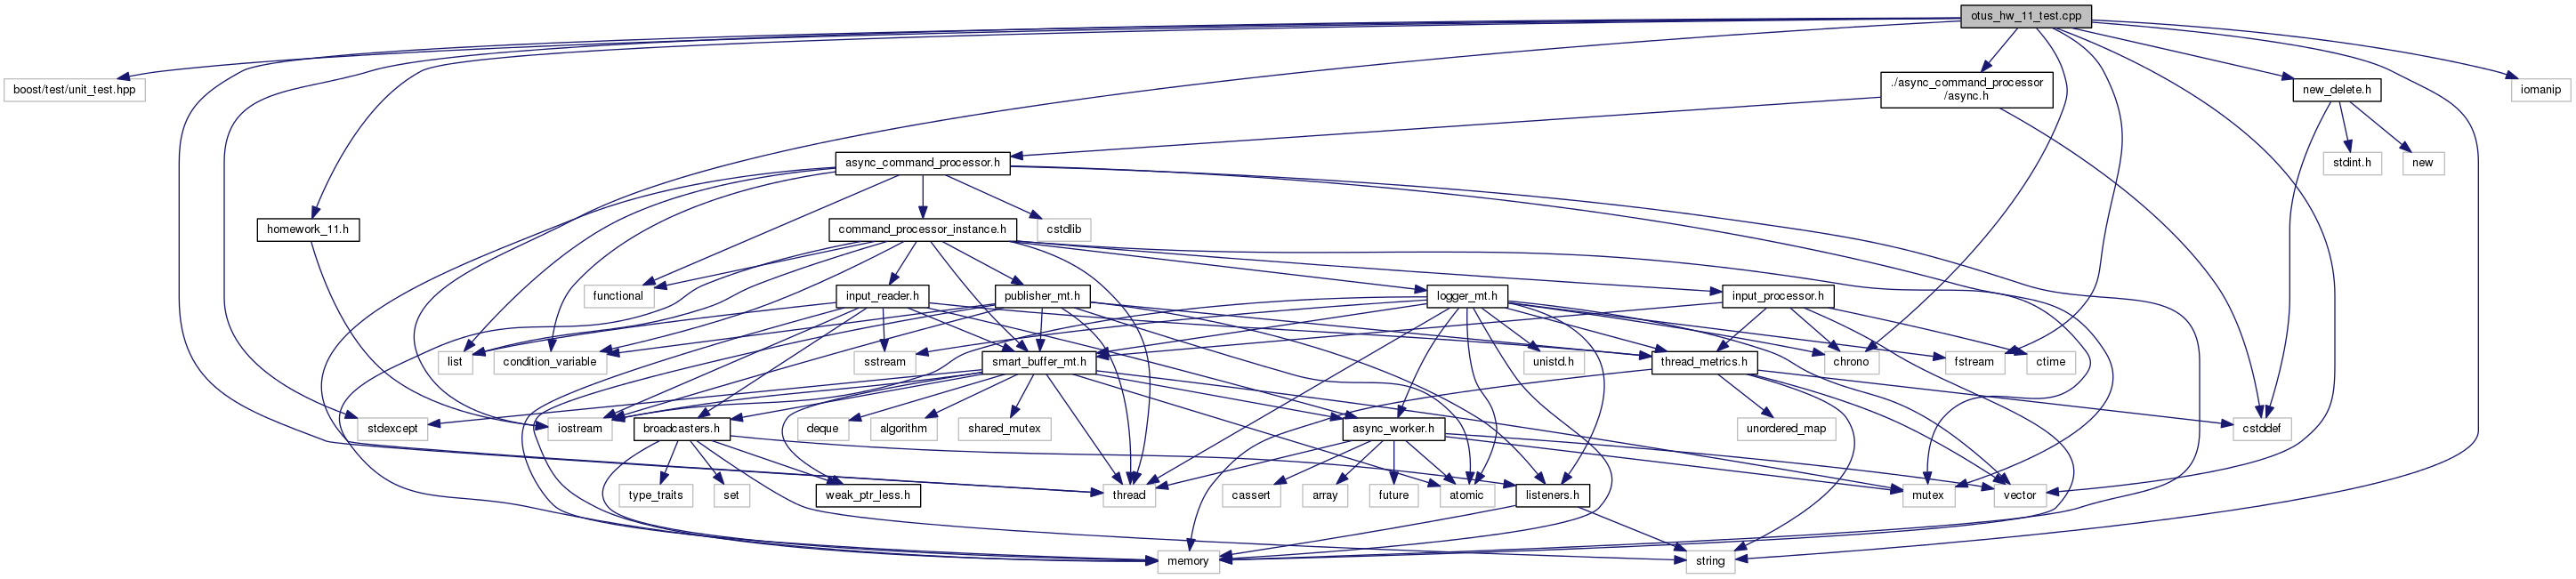 otus_hw_11_test.cpp
boost/test/unit_test.hpp
./async_command_processor
/async.h
new_delete.h
iomanip
async_command_processor.h
stdint.h
new
homework_11.h
command_processor_instance.h
cstdlib
functional
input_reader.h
publisher_mt.h
logger_mt.h
input_processor.h
list
condition_variable
sstream
smart_buffer_mt.h
unistd.h
thread_metrics.h
chrono
fstream
ctime
stdexcept
iostream
broadcasters.h
deque
algorithm
shared_mutex
async_worker.h
unordered_map
cstddef
type_traits
set
weak_ptr_less.h
thread
cassert
array
future
atomic
listeners.h
mutex
vector
memory
string